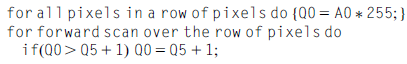 for all pixels in a row of pixels do {Q0 = A0 * 255;}
for forward scan over the row of pixels do
if(Q0 > Q5 + 1) Q0 = Q5 + 1;